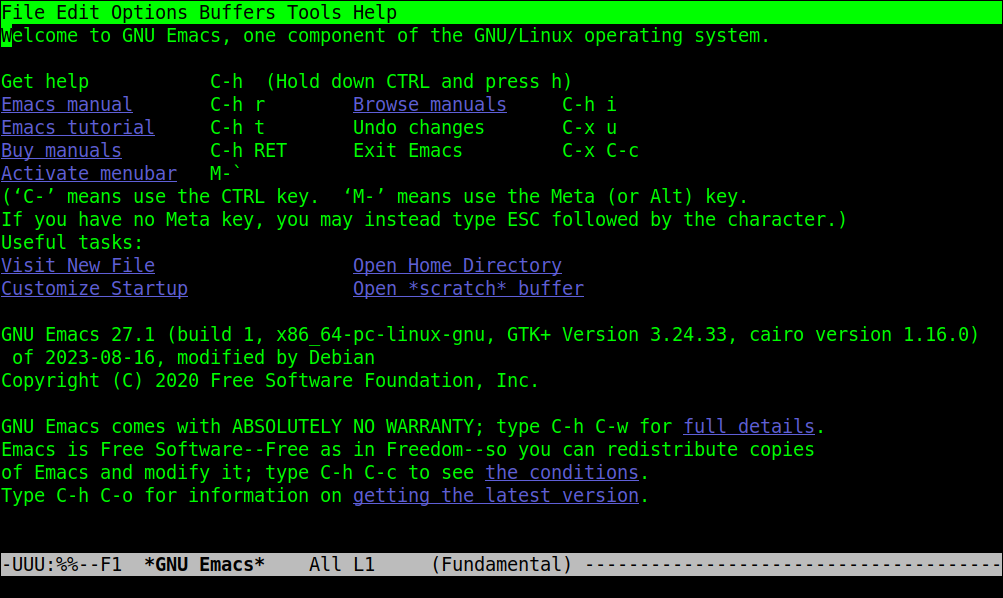 File Edit Options Buffers Tools Help
Welcome to GNU Emacs, one component of the GNU/Linux operating system.
Get help           C-h  (Hold down CTRL and press h)
Emacs manual       C-h r        Browse manuals     C-h i
Emacs tutorial     C-h t        Undo changes       C-x u
Buy manuals        C-h RET      Exit Emacs         C-x C-c
Activate menubar   M-`
(‘C-’ means use the CTRL key.  ‘M-’ means use the Meta (or Alt) key.
If you have no Meta key, you may instead type ESC followed by the character.)
Useful tasks:
Visit New File                  Open Home Directory
Customize Startup               Open *scratch* buffer
GNU Emacs 27.1 (build 1, x86_64-pc-linux-gnu, GTK+ Version 3.24.33, cairo version 1.16.0)
 of 2023-08-16, modified by Debian
Copyright (C) 2020 Free Software Foundation, Inc.
GNU Emacs comes with ABSOLUTELY NO WARRANTY; type C-h C-w for full details.
Emacs is Free Software--Free as in Freedom--so you can redistribute copies
of Emacs and modify it; type C-h C-c to see the conditions.
Type C-h C-o for information on getting the latest version.
-UUU:%%--F1  *GNU Emacs*    All L1     (Fundamental) --------------------------------------